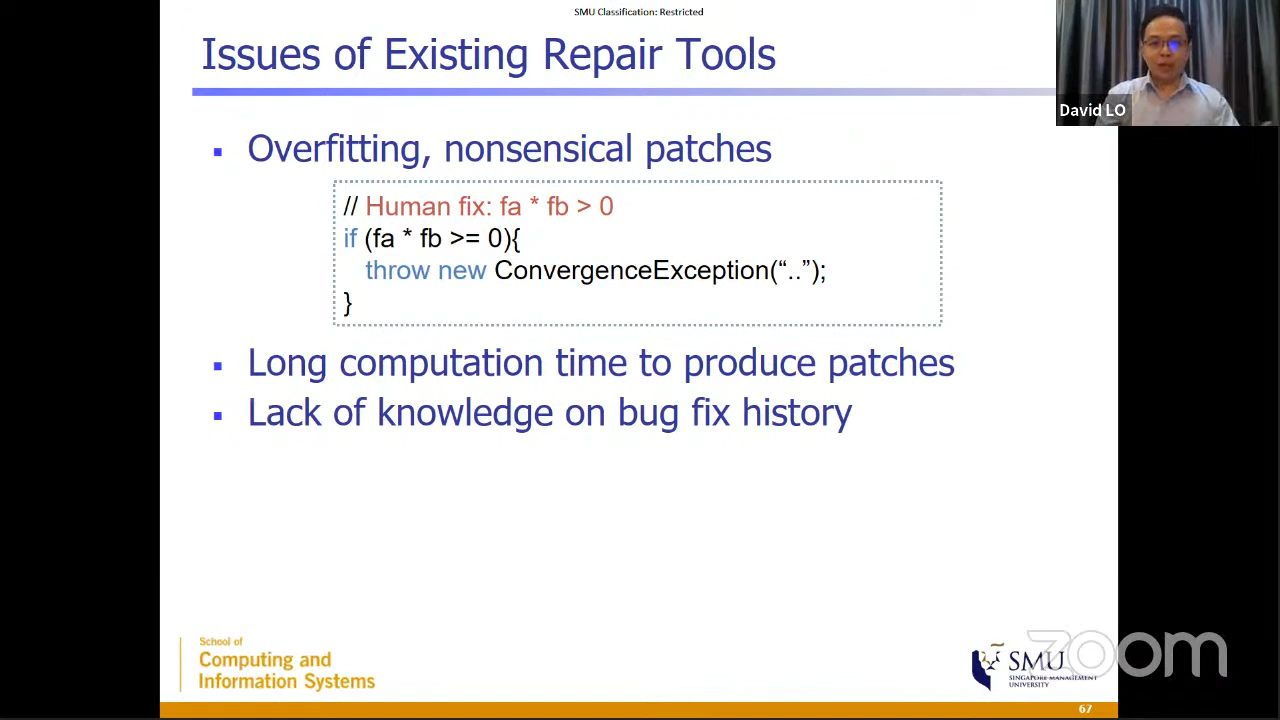 SMU Classification: Restricted
Issues of Existing Repair Tools
David LO
▪ Overfitting, nonsensical patches
// Human fix: fa * fb > 0
if (fa * fb >= 0){
throw new ConvergenceException(“..”);
}
▪ Long computation time to produce patches
▪ Lack of knowledge on bug fix history
School of
Computing and
Information Systems
SMU
SINGAPORE MANAGEMENT
UNIVERSITY
zoom
67